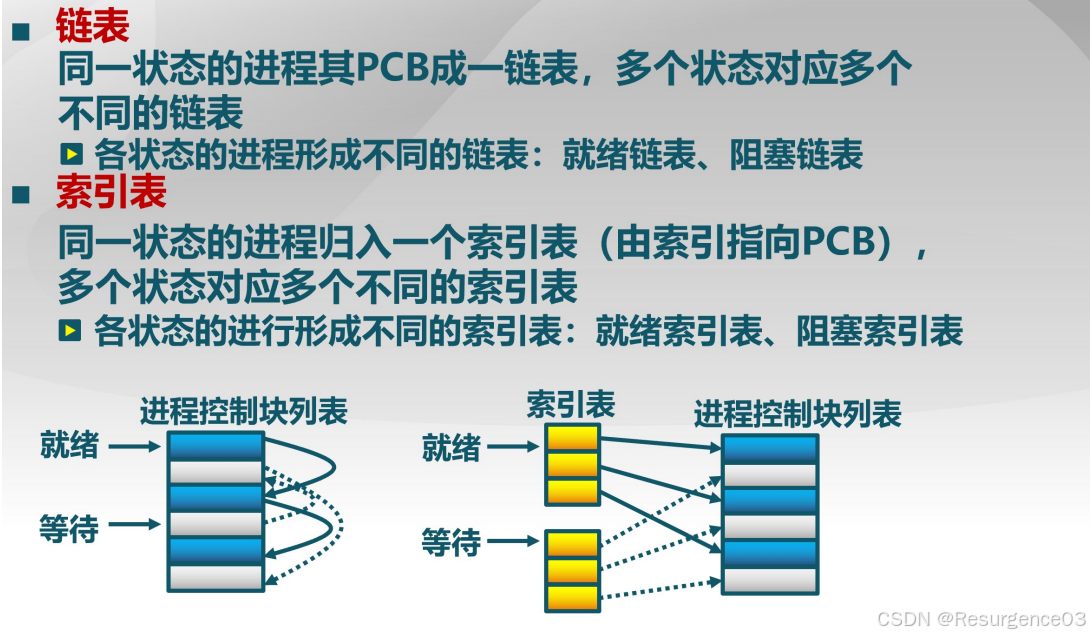 链表
同一状态的进程其PCB成一链表，多个状态对应多个
不同的链表
各状态的进程形成不同的链表：就绪链表、阻塞链表
索引表
同一状态的进程归入一个索引表（由索引指向PCB），
多个状态对应多个不同的索引表
各状态的进行形成不同的索引表：就绪索引表、阻塞索引表
进程控制块列表
就绪
等待
索引表
进程控制块列表
就绪
等待
CSDN @Resurgence03